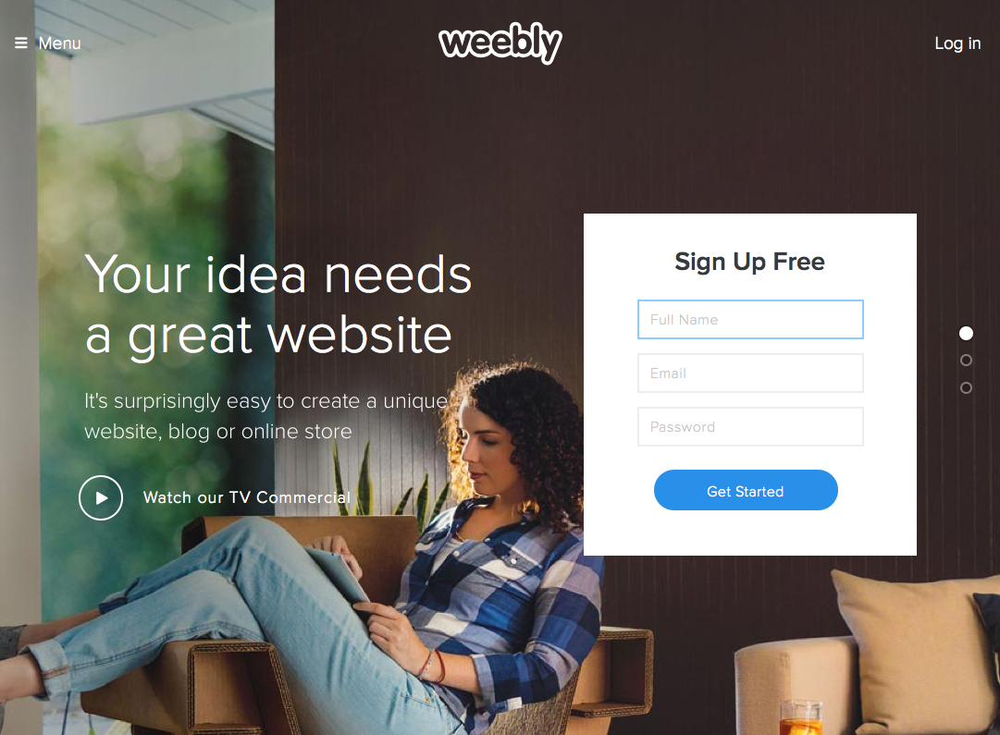 Menu
weebly
Log in
Your idea needs
a great website
It's surprisingly easy to create a unique
website, blog or online store
Watch our TV Commercial
Sign Up Free
Full Name
Email
Password
Get Started